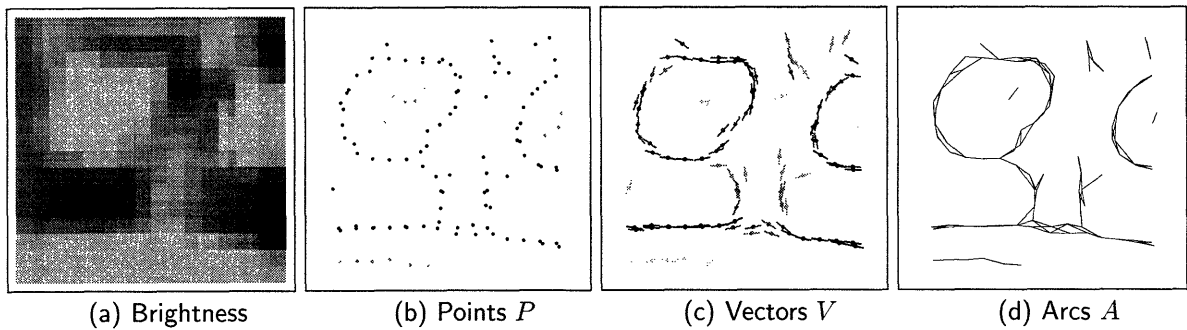 (a) Brightness
(b) Points P
(c) Vectors V
(d) Arcs A